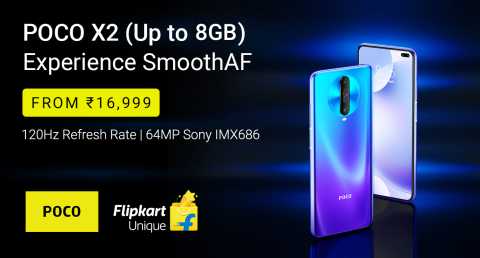 POCO X2 (Up to 8GB)
Experience SmoothAF
FROM ₹16,999
120Hz Refresh Rate | 64MP Sony IMX686
POCO
Flipkart
Unique
POCO